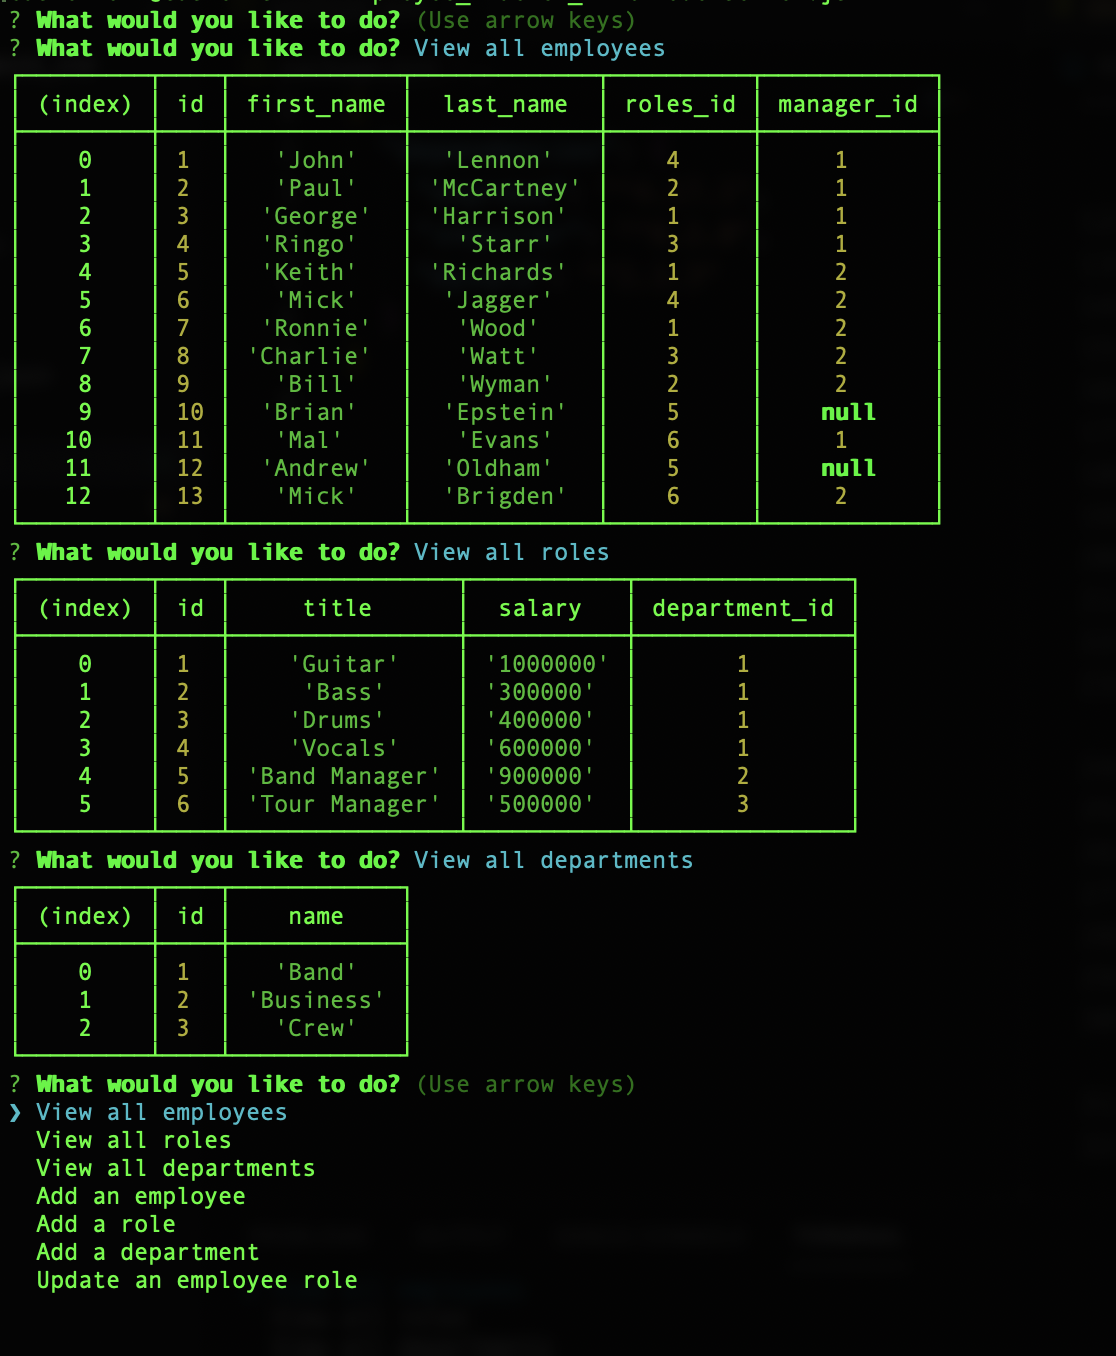 ? What would you like to do? (Use arrow keys)
? What would you like to do? View all employees
(index) id first_name last_name roles_id manager_id
0 1 'John' 'Lennon' 4 1
1 2 'Paul' 'McCartney' 2 1
2 3 'George' 'Harrison' 1 1
3 4 'Ringo' 'Starr' 3 1
4 5 'Keith' 'Richards' 1 2
5 6 'Mick' 'Jagger' 4 2
6 7 'Ronnie' 'Wood' 1 2
7 8 'Charlie' 'Watt' 3 2
8 9 'Bill' 'Wyman' 2 2
9 10 'Brian' 'Epstein' 5 null
10 11 'Mal' 'Evans' 6 1
11 12 'Andrew' 'Oldham' 5 null
12 13 'Mick' 'Brigden' 6 2
? What would you like to do? View all roles
(index) id title salary department_id
0 1 'Guitar' '1000000' 1
1 2 'Bass' '300000' 1
2 3 'Drums' '400000' 1
3 4 'Vocals' '600000' 1
4 5 'Band Manager' '900000' 2
5 6 'Tour Manager' '500000' 3
? What would you like to do? View all departments
(index) id name
0 1 'Band'
1 2 'Business'
2 3 'Crew'
? What would you like to do? (Use arrow keys)
❯ View all employees
View all roles
View all departments
Add an employee
Add a role
Add a department
Update an employee role